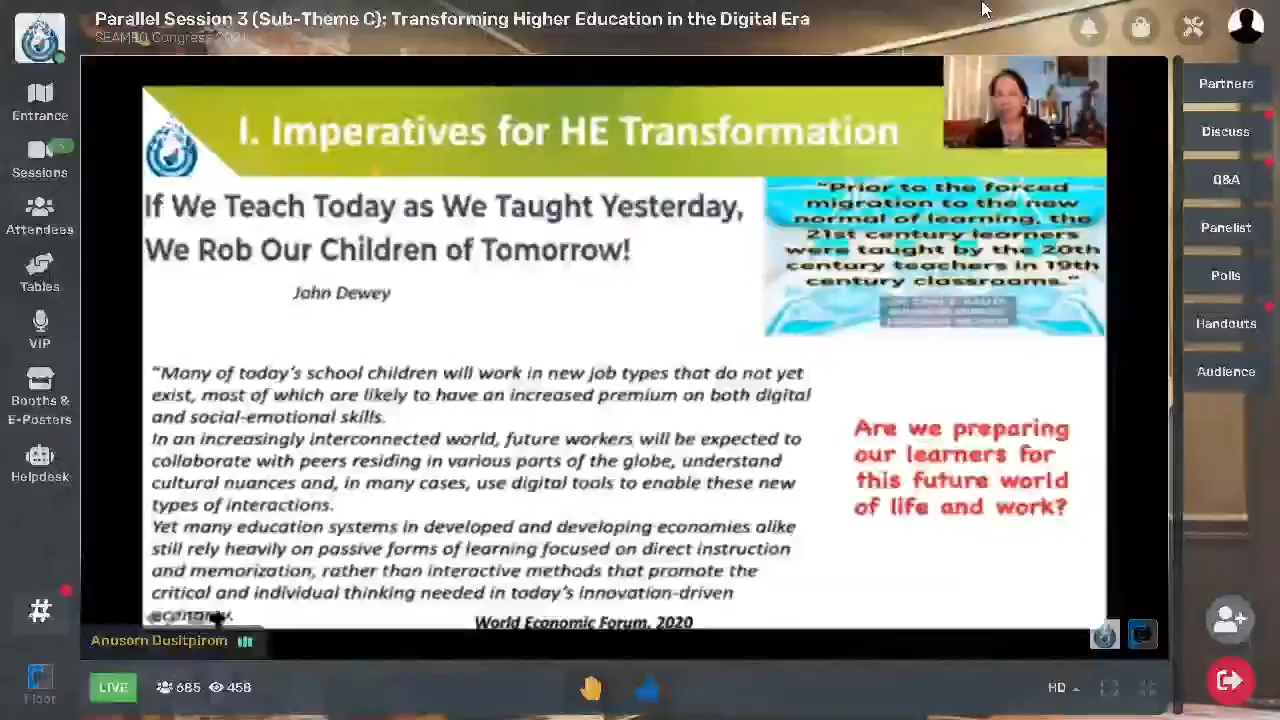 Parallel Session 3 (Sub-Theme C): Transforming Higher Education in the Digital Era
SEAMEO Congress 2021
Entrance
Sessions
Attendees
Tables
VIP
Booths &
E-Posters
Helpdesk
Floor
I. Imperatives for HE Transformation
If We Teach Today as We Taught Yesterday,
We Rob Our Children of Tomorrow!
John Dewey
"Prior to the forced
migration to the new
normal of learning, the
21st century learners
were taught by the 20th
century teachers in 19th
century classrooms."
"Many of today's school children will work in new job types that do not yet
exist, most of which are likely to have an increased premium on both digital
and social-emotional skills.
In an increasingly interconnected world, future workers will be expected to
collaborate with peers residing in various parts of the globe, understand
cultural nuances and, in many cases, use digital tools to enable these new
types of interactions.
Yet many education systems in developed and developing economies alike
still rely heavily on passive forms of learning focused on direct instruction
and memorization, rather than interactive methods that promote the
critical and individual thinking needed in today's innovation-driven
economy.
World Economic Forum, 2020
Are we preparing
our learners for
this future world
of life and work?
Anusorn Dusitpirom
LIVE
685
458
HD
Partners
Discuss
Q&A
Panelist
Polls
Handouts
Audience